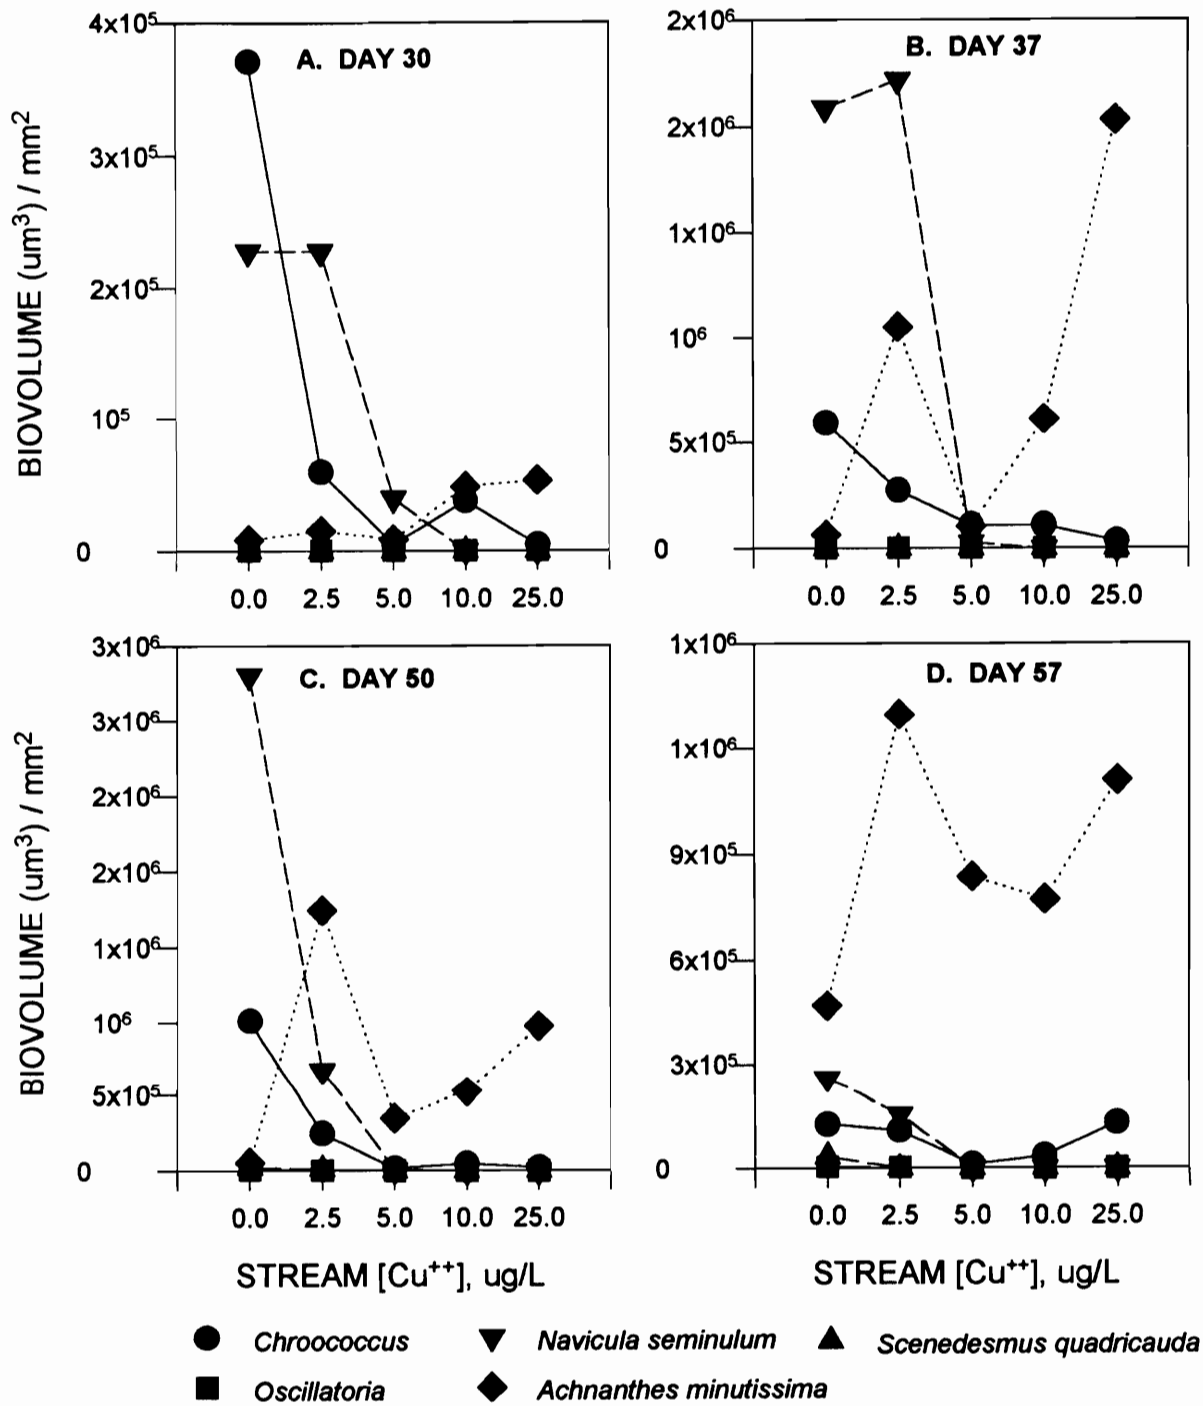 A. DAY 30
BIOVOLUME (um³) / mm²
4x10⁵
3x10⁵
2x10⁵
10⁵
0
0.0 2.5 5.0 10.0 25.0
B. DAY 37
2x10⁶
2x10⁶
1x10⁶
10⁶
5x10⁵
0
0.0 2.5 5.0 10.0 25.0
C. DAY 50
BIOVOLUME (um³) / mm²
3x10⁶
3x10⁶
2x10⁶
2x10⁶
1x10⁶
10⁶
5x10⁵
0
0.0 2.5 5.0 10.0 25.0
STREAM [Cu⁺⁺], ug/L
D. DAY 57
1x10⁶
1x10⁶
9x10⁵
6x10⁵
3x10⁵
0
0.0 2.5 5.0 10.0 25.0
STREAM [Cu⁺⁺], ug/L
Chroococcus Navicula seminulum Scenedesmus quadricauda
Oscillatoria Achnanthes minutissima